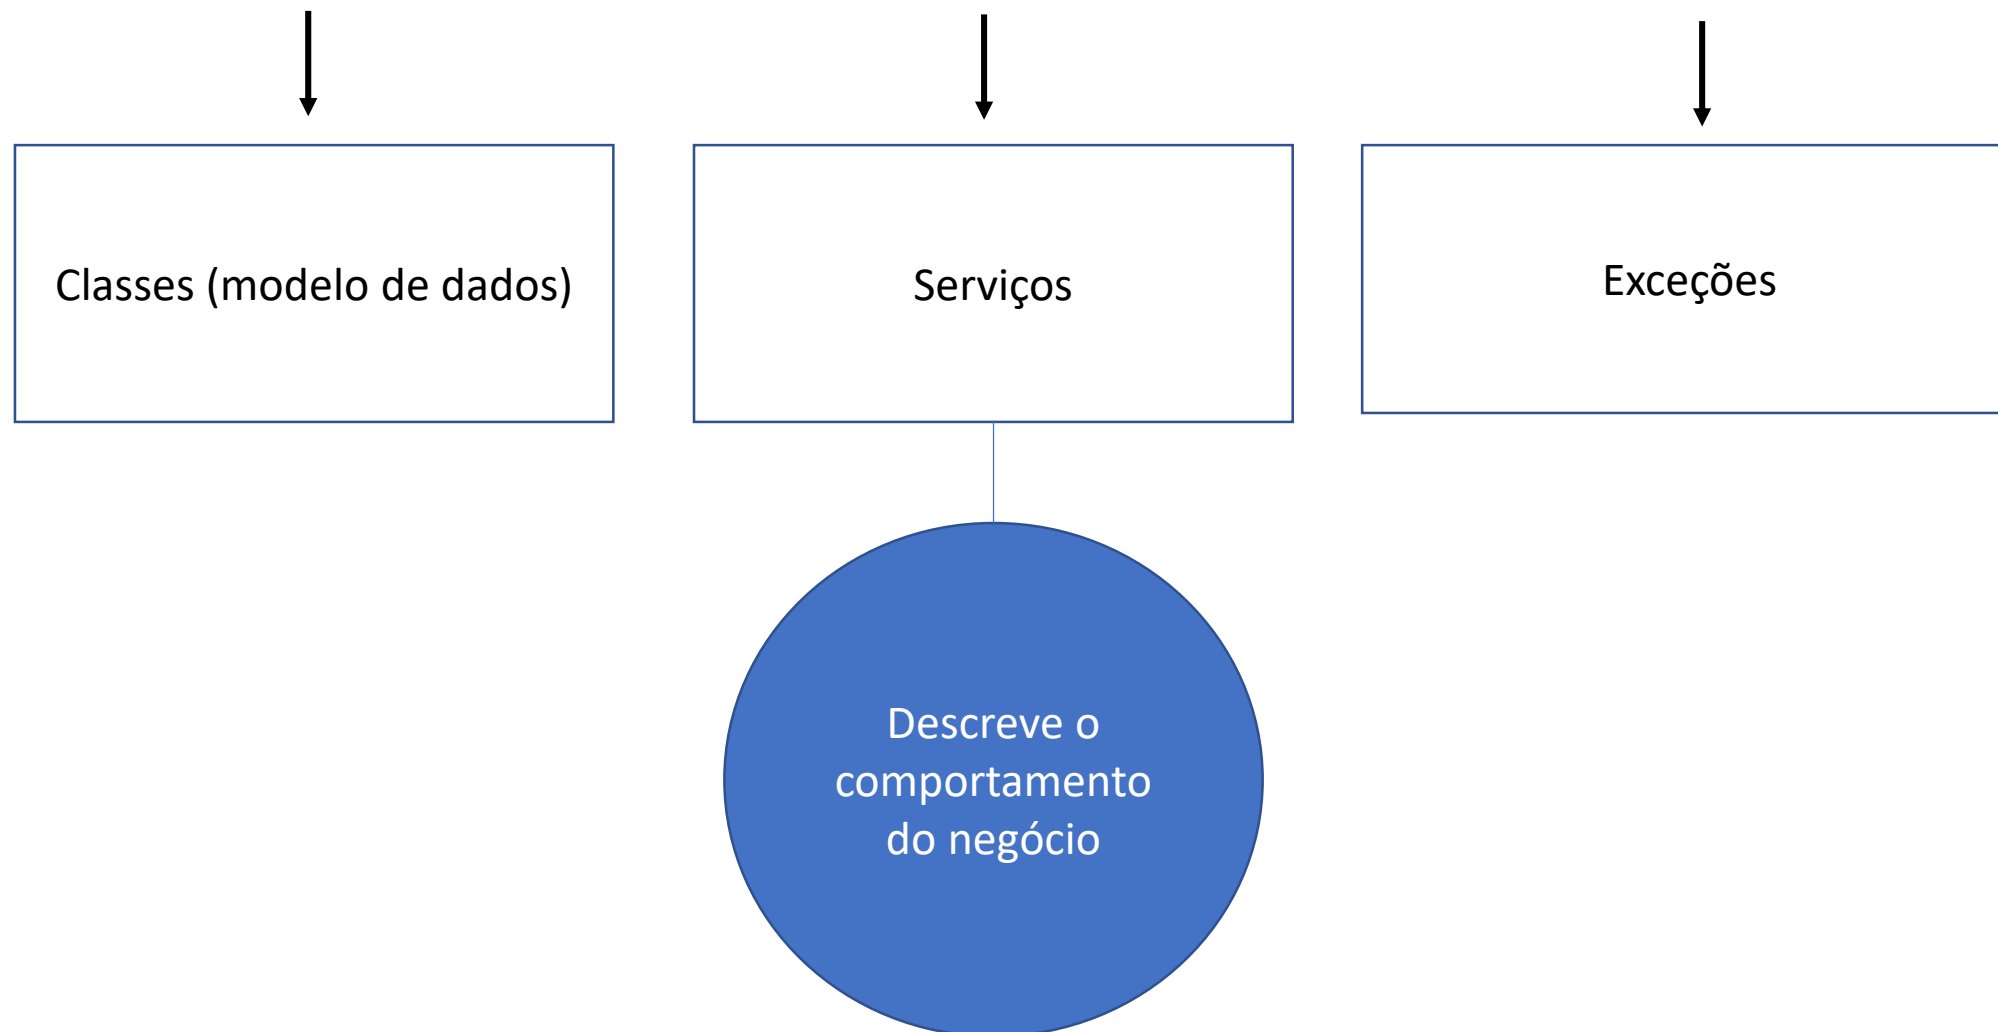 Classes (modelo de dados)
Serviços
Exceções
Descreve o
comportamento
do negócio